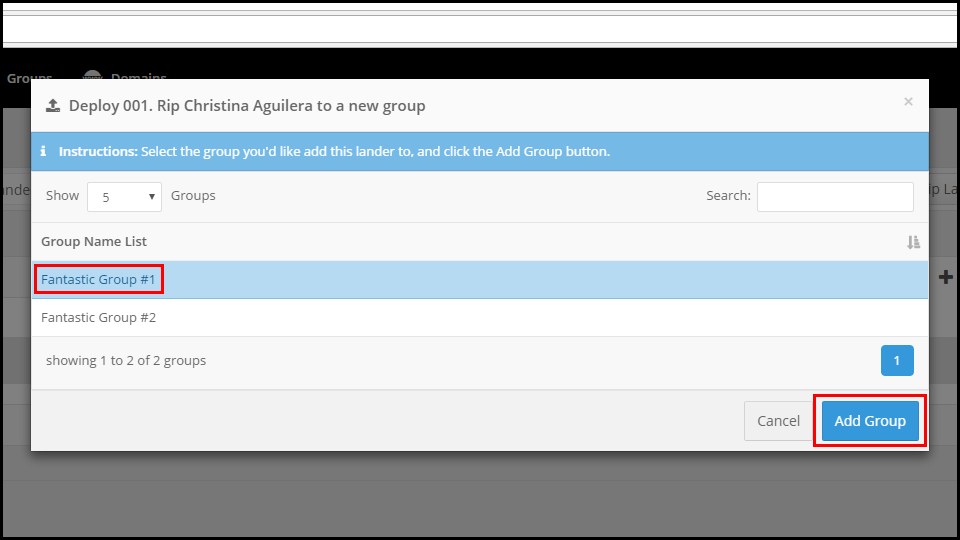 Groups Domains
Deploy 001. Rip Christina Aguilera to a new group ×
Instructions: Select the group you'd like add this lander to, and click the Add Group button.
Show 5 Groups Search:
Group Name List
Fantastic Group #1
Fantastic Group #2
showing 1 to 2 of 2 groups 1
Cancel Add Group